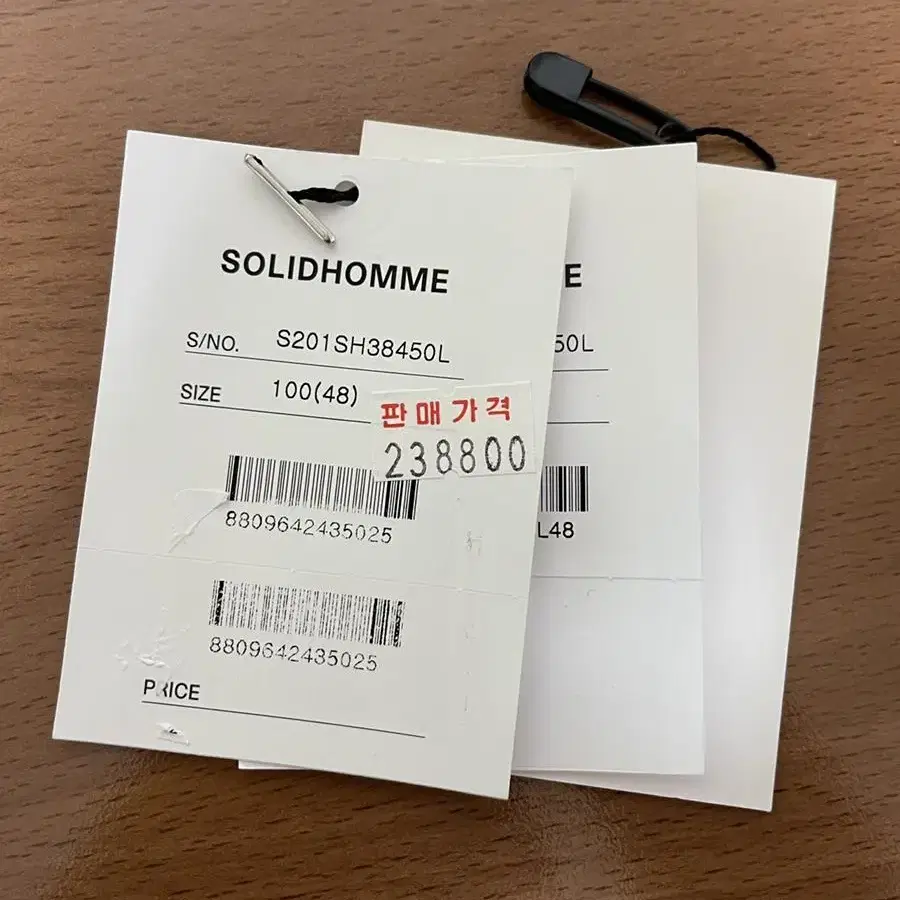 SOLIDHOMME
S/NO. S201SH38450L
SIZE 100(48)
판매가격
238800
8809642435025
8809642435025
PRICE
E
50L
L48